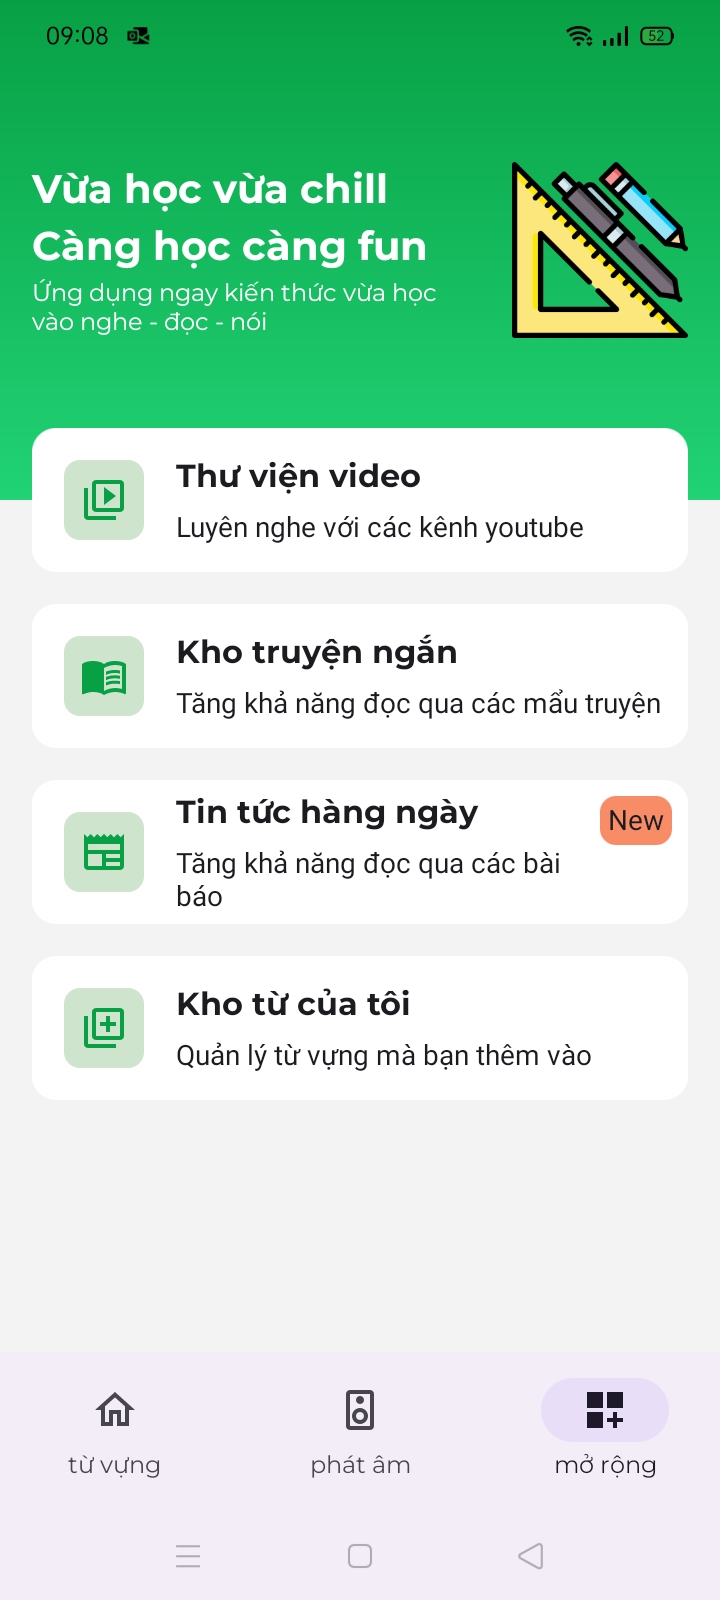 09:08
52
Vừa học vừa chill
Càng học càng fun
Ứng dụng ngay kiến thức vừa học
vào nghe - đọc - nói
Thư viện video
Luyên nghe với các kênh youtube
Kho truyện ngắn
Tăng khả năng đọc qua các mẩu truyện
Tin tức hàng ngày
New
Tăng khả năng đọc qua các bài
báo
Kho từ của tôi
Quản lý từ vựng mà bạn thêm vào
từ vựng
phát âm
mở rộng